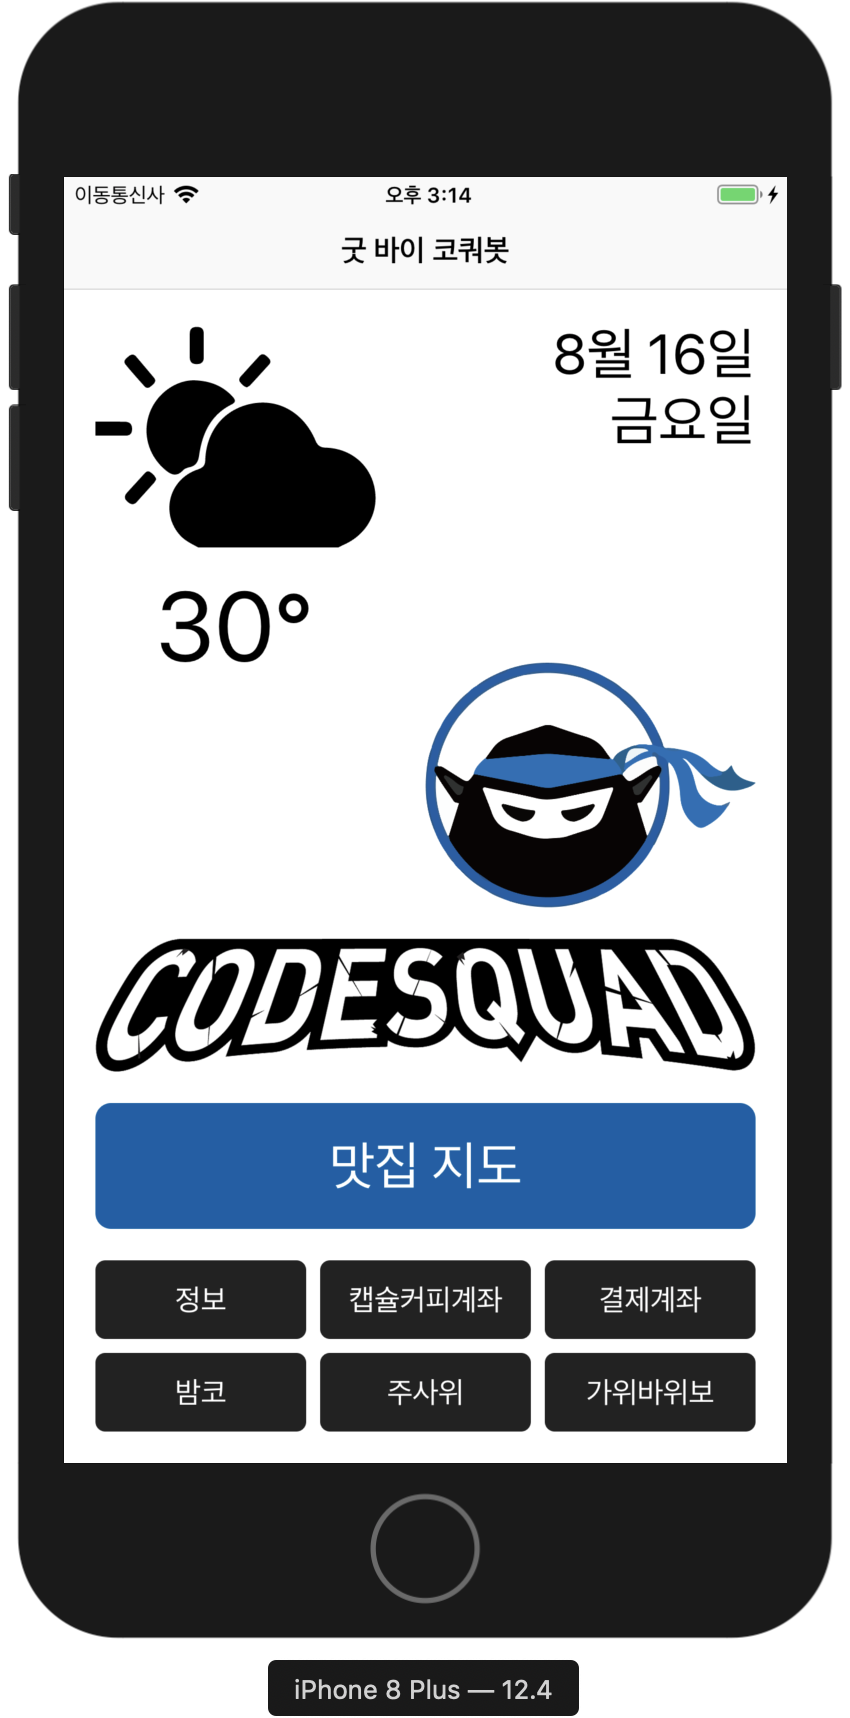 이동통신사 오후 3:14
굿 바이 코쿼봇
8월 16일
금요일
30°
CODESQUAD
맛집 지도
정보 캡슐커피계좌 결제계좌
밤코 주사위 가위바위보
iPhone 8 Plus — 12.4